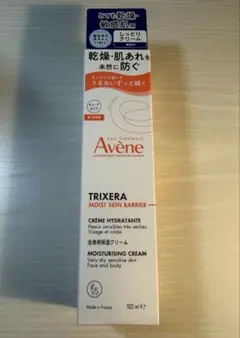 とても乾燥・
敏感肌用
しっとり
クリーム
乾燥・肌あれを
未然に防ぐ
うるおいずっと続く
EAU THERMALE
Avène
TRIXERA
MOIST SKIN BARRIER
CRÈME HYDRATANTE
Peaux sensibles très sèches
Visage et corps
全身用保湿クリーム
MOISTURISING CREAM
Very dry sensitive skin
Face and body
Made in France
100 ml e